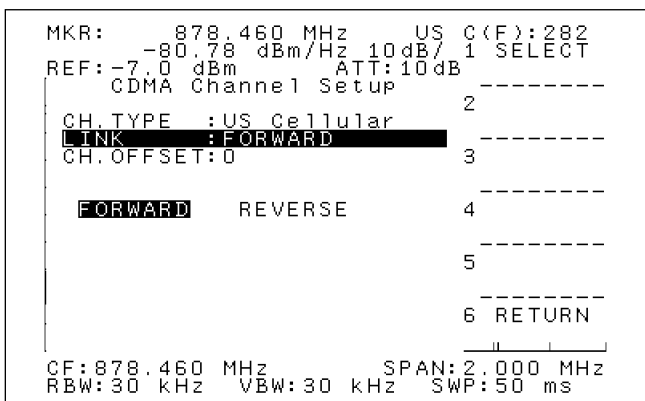 MKR: 878.460 MHz US C(F):282
-80.78 dBm/Hz 10dB/ 1 SELECT
REF:-7.0 dBm ATT:10dB
CDMA Channel Setup
2
CH.TYPE :US Cellular
LINK :FORWARD
CH.OFFSET:0 3
FORWARD REVERSE 4
5
6 RETURN
CF:878.460 MHz SPAN:2.000 MHz
RBW:30 kHz VBW:30 kHz SWP:50 ms